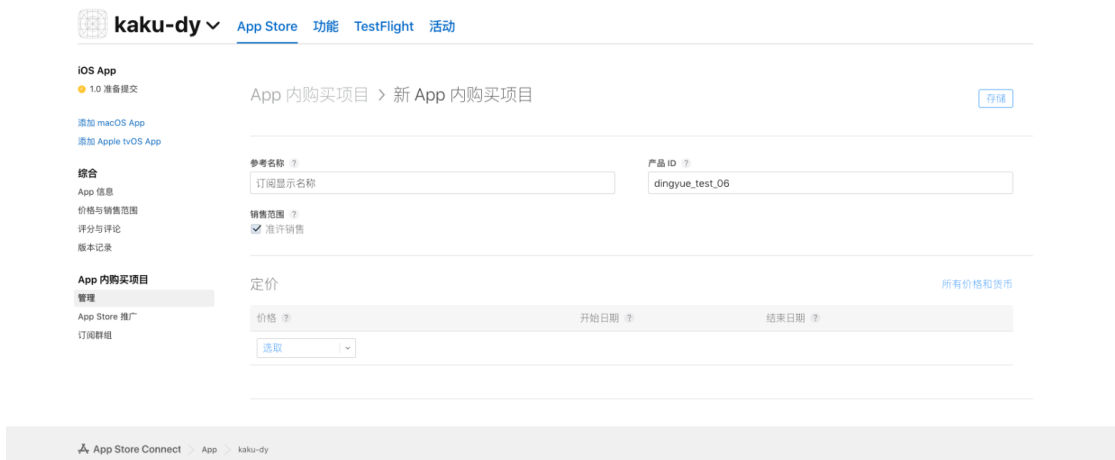 kaku-dy App Store 功能 TestFlight 活动
iOS App
1.0 准备提交
添加 macOS App
添加 Apple tvOS App
综合
App 信息
价格与销售范围
评分与评论
版本记录
App 内购买项目
管理
App Store 推广
订阅群组
App 内购买项目 > 新 App 内购买项目
存储
参考名称 ?
订阅显示名称
产品 ID ?
dingyue_test_06
销售范围 ?
准许销售
定价
所有价格和货币
价格 ? 开始日期 ? 结束日期 ?
选取
App Store Connect App kaku-dy